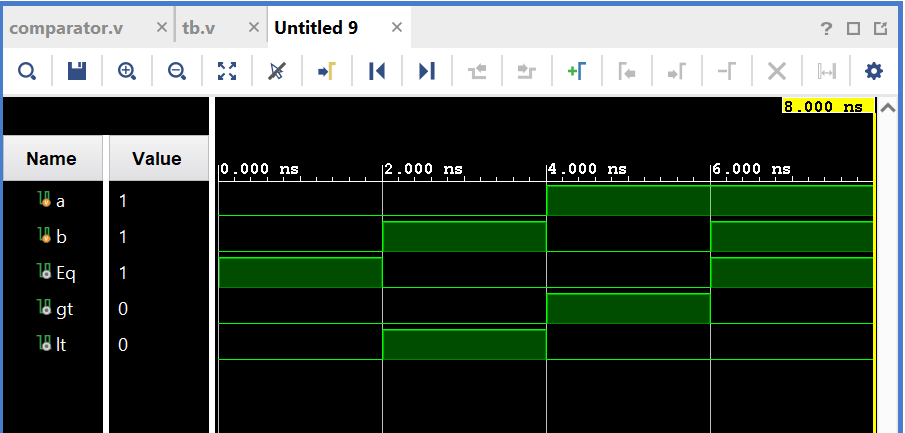 comparator.v × tb.v × Untitled 9 ×
?
8.000 ns
Name Value
0.000 ns 2.000 ns 4.000 ns 6.000 ns
a 1
b 1
Eq 1
gt 0
lt 0